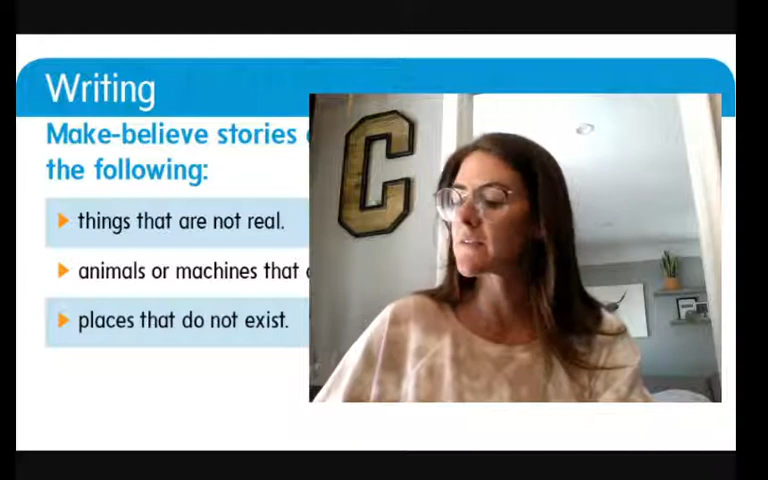 Writing
Make-believe stories
the following:
things that are not real.
animals or machines that
places that do not exist.
C